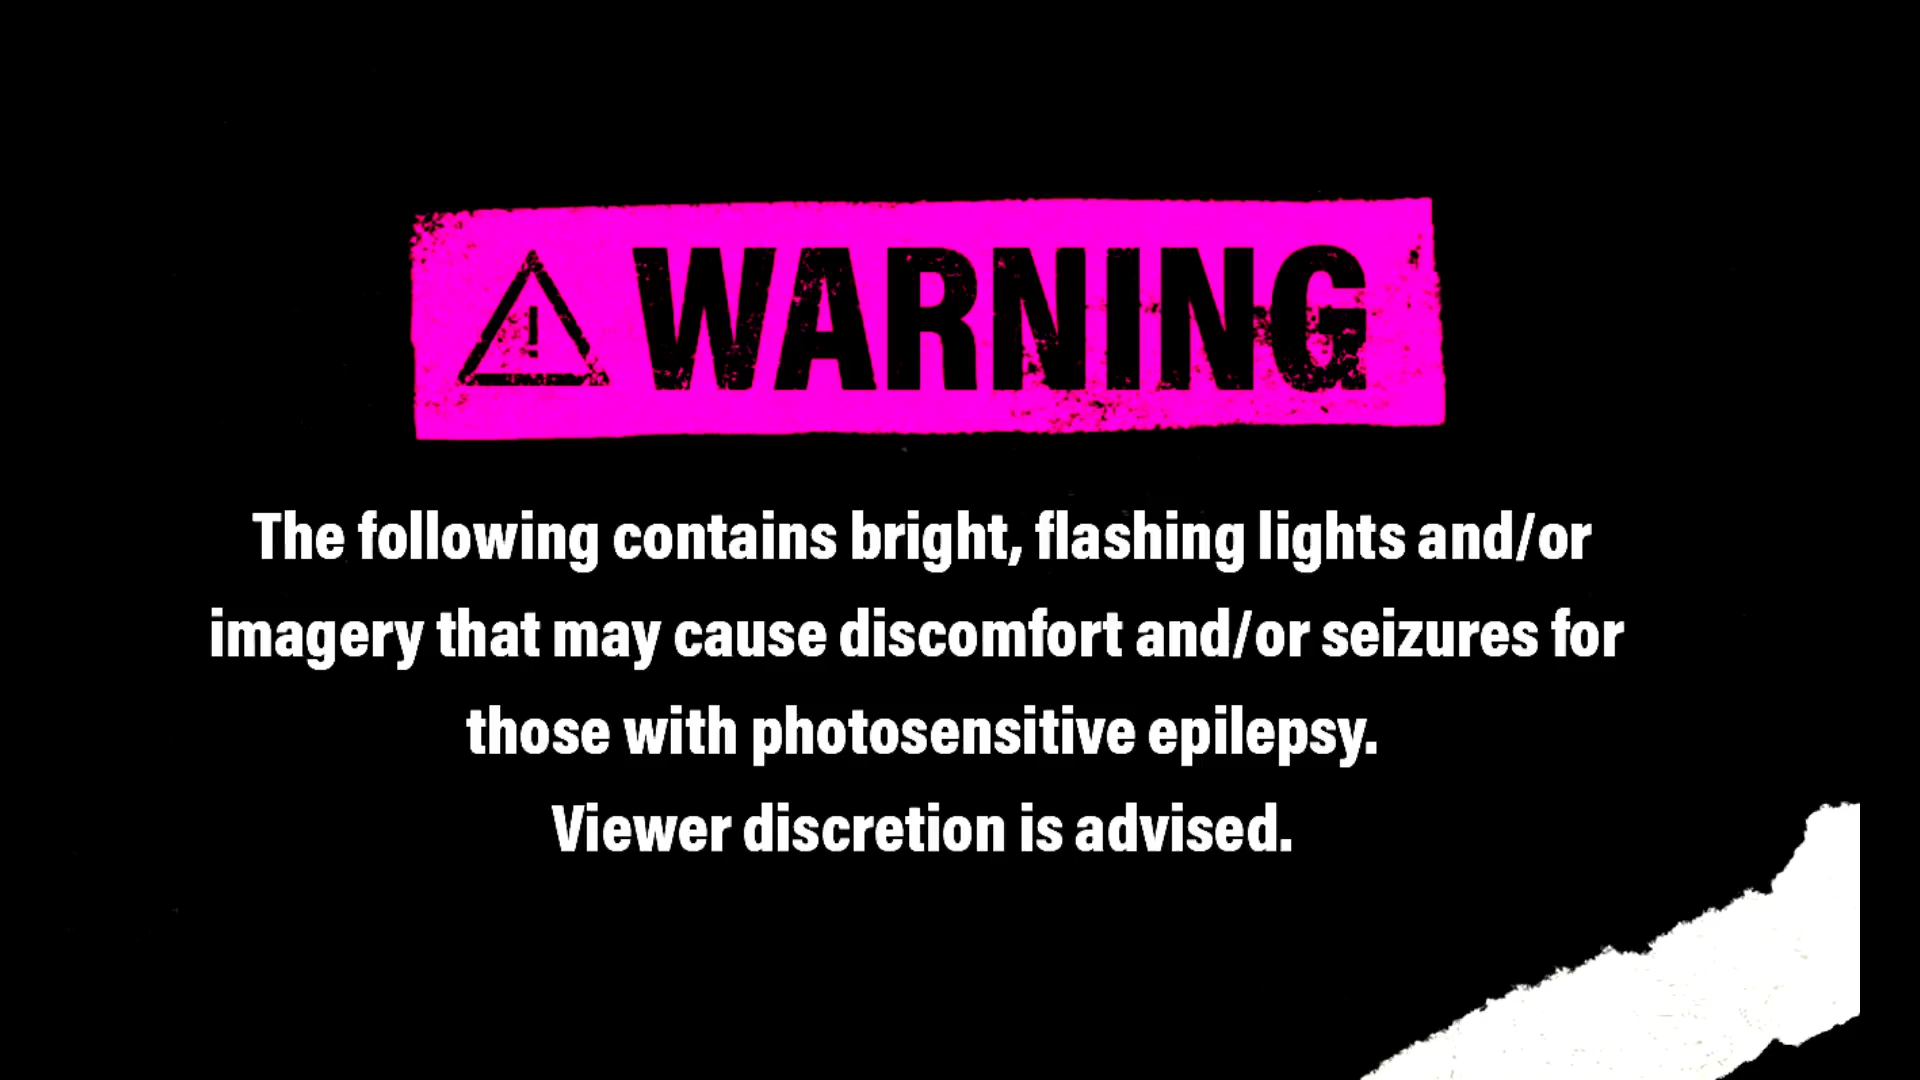 ⚠ WARNING
The following contains bright, flashing lights and/or
imagery that may cause discomfort and/or seizures for
those with photosensitive epilepsy.
Viewer discretion is advised.